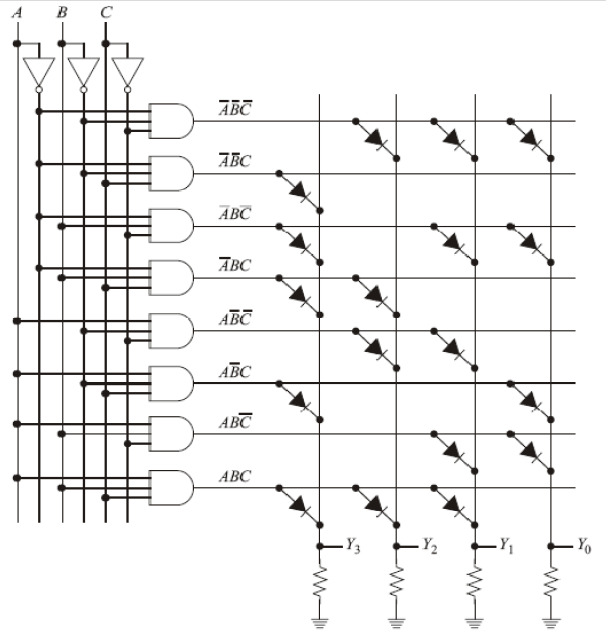 A B C
A̅B̅C̅
A̅B̅C
A̅BC̅
A̅BC
AB̅C̅
AB̅C
ABC̅
ABC
Y₃ Y₂ Y₁ Y₀